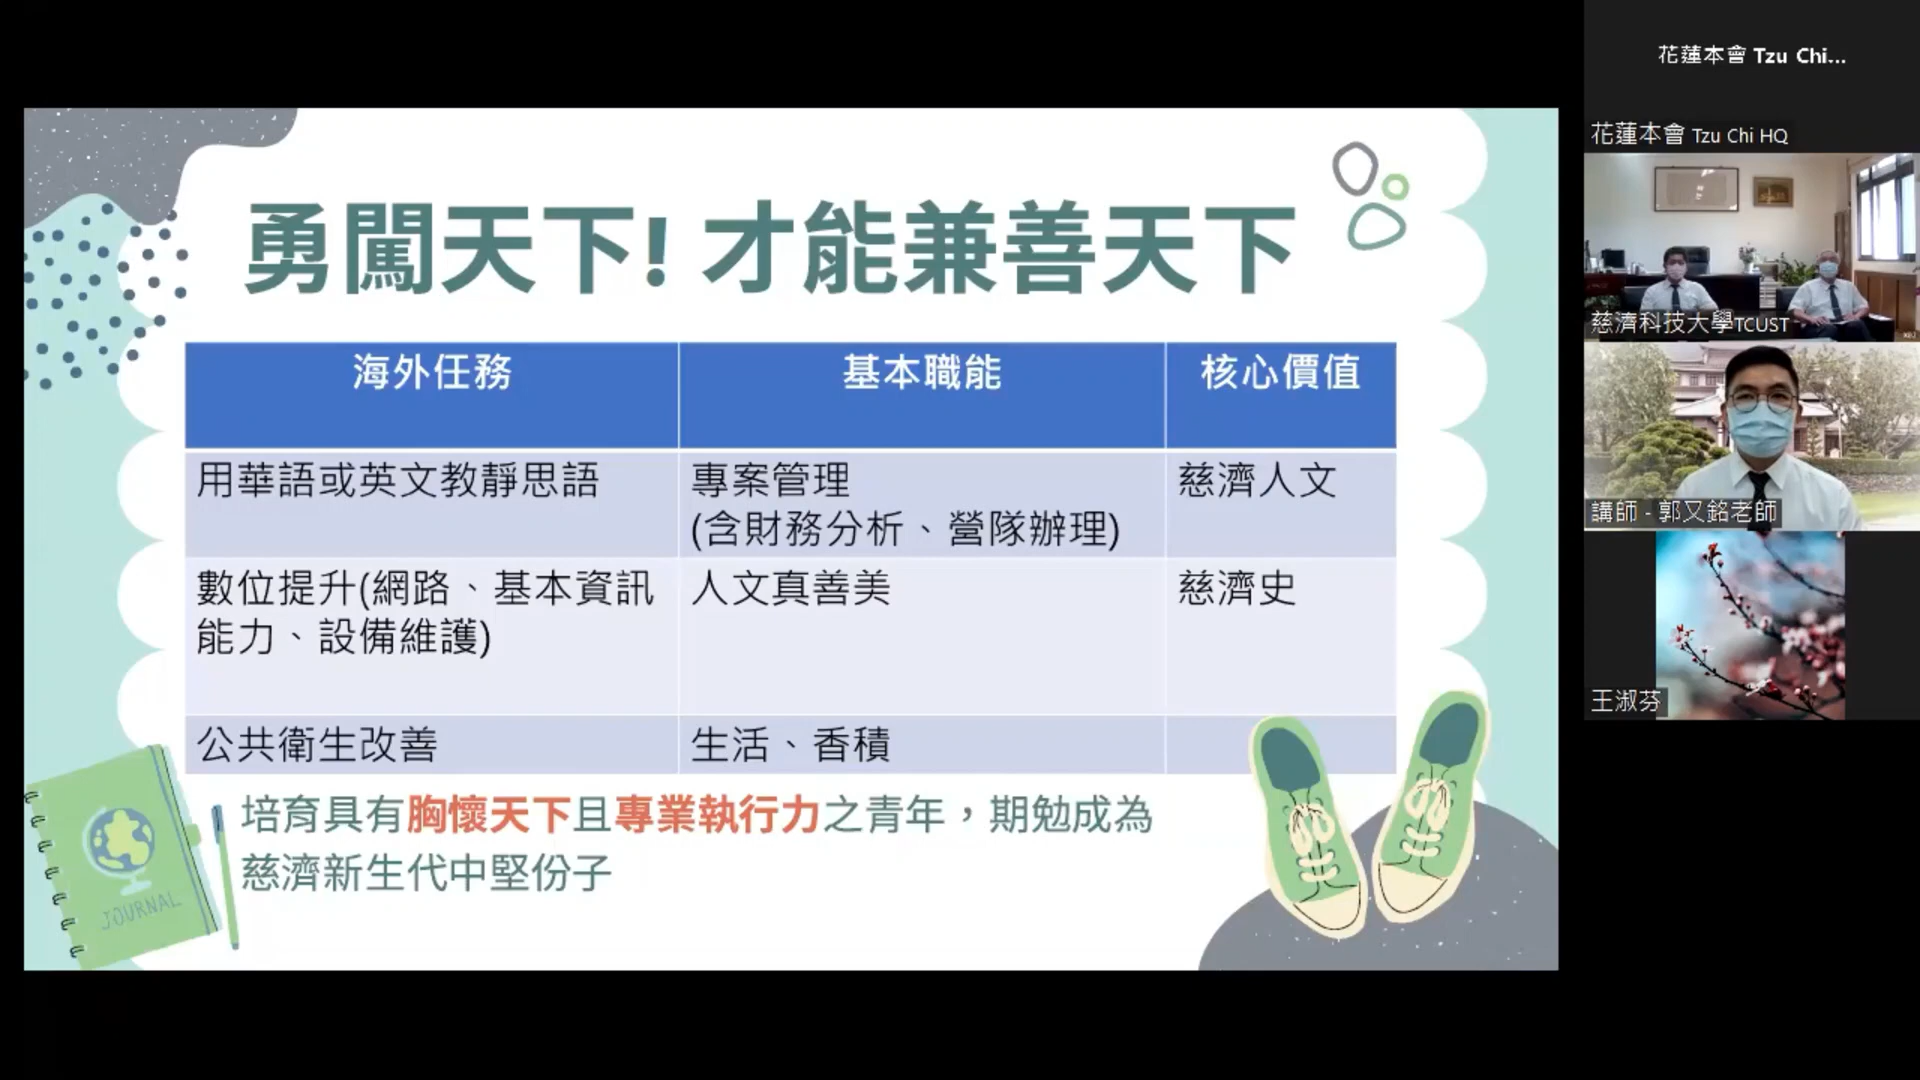 勇闖天下! 才能兼善天下
海外任務
基本職能
核心價值
用華語或英文教靜思語
專案管理
(含財務分析、營隊辦理)
慈濟人文
數位提升(網路、基本資訊
能力、設備維護)
人文真善美
慈濟史
公共衛生改善
生活、香積
培育具有胸懷天下且專業執行力之青年，期勉成為
慈濟新生代中堅份子
JOURNAL
花蓮本會 Tzu Chi...
花蓮本會 Tzu Chi HQ
慈濟科技大學TCUST
講師 - 郭又銘老師
王淑芬